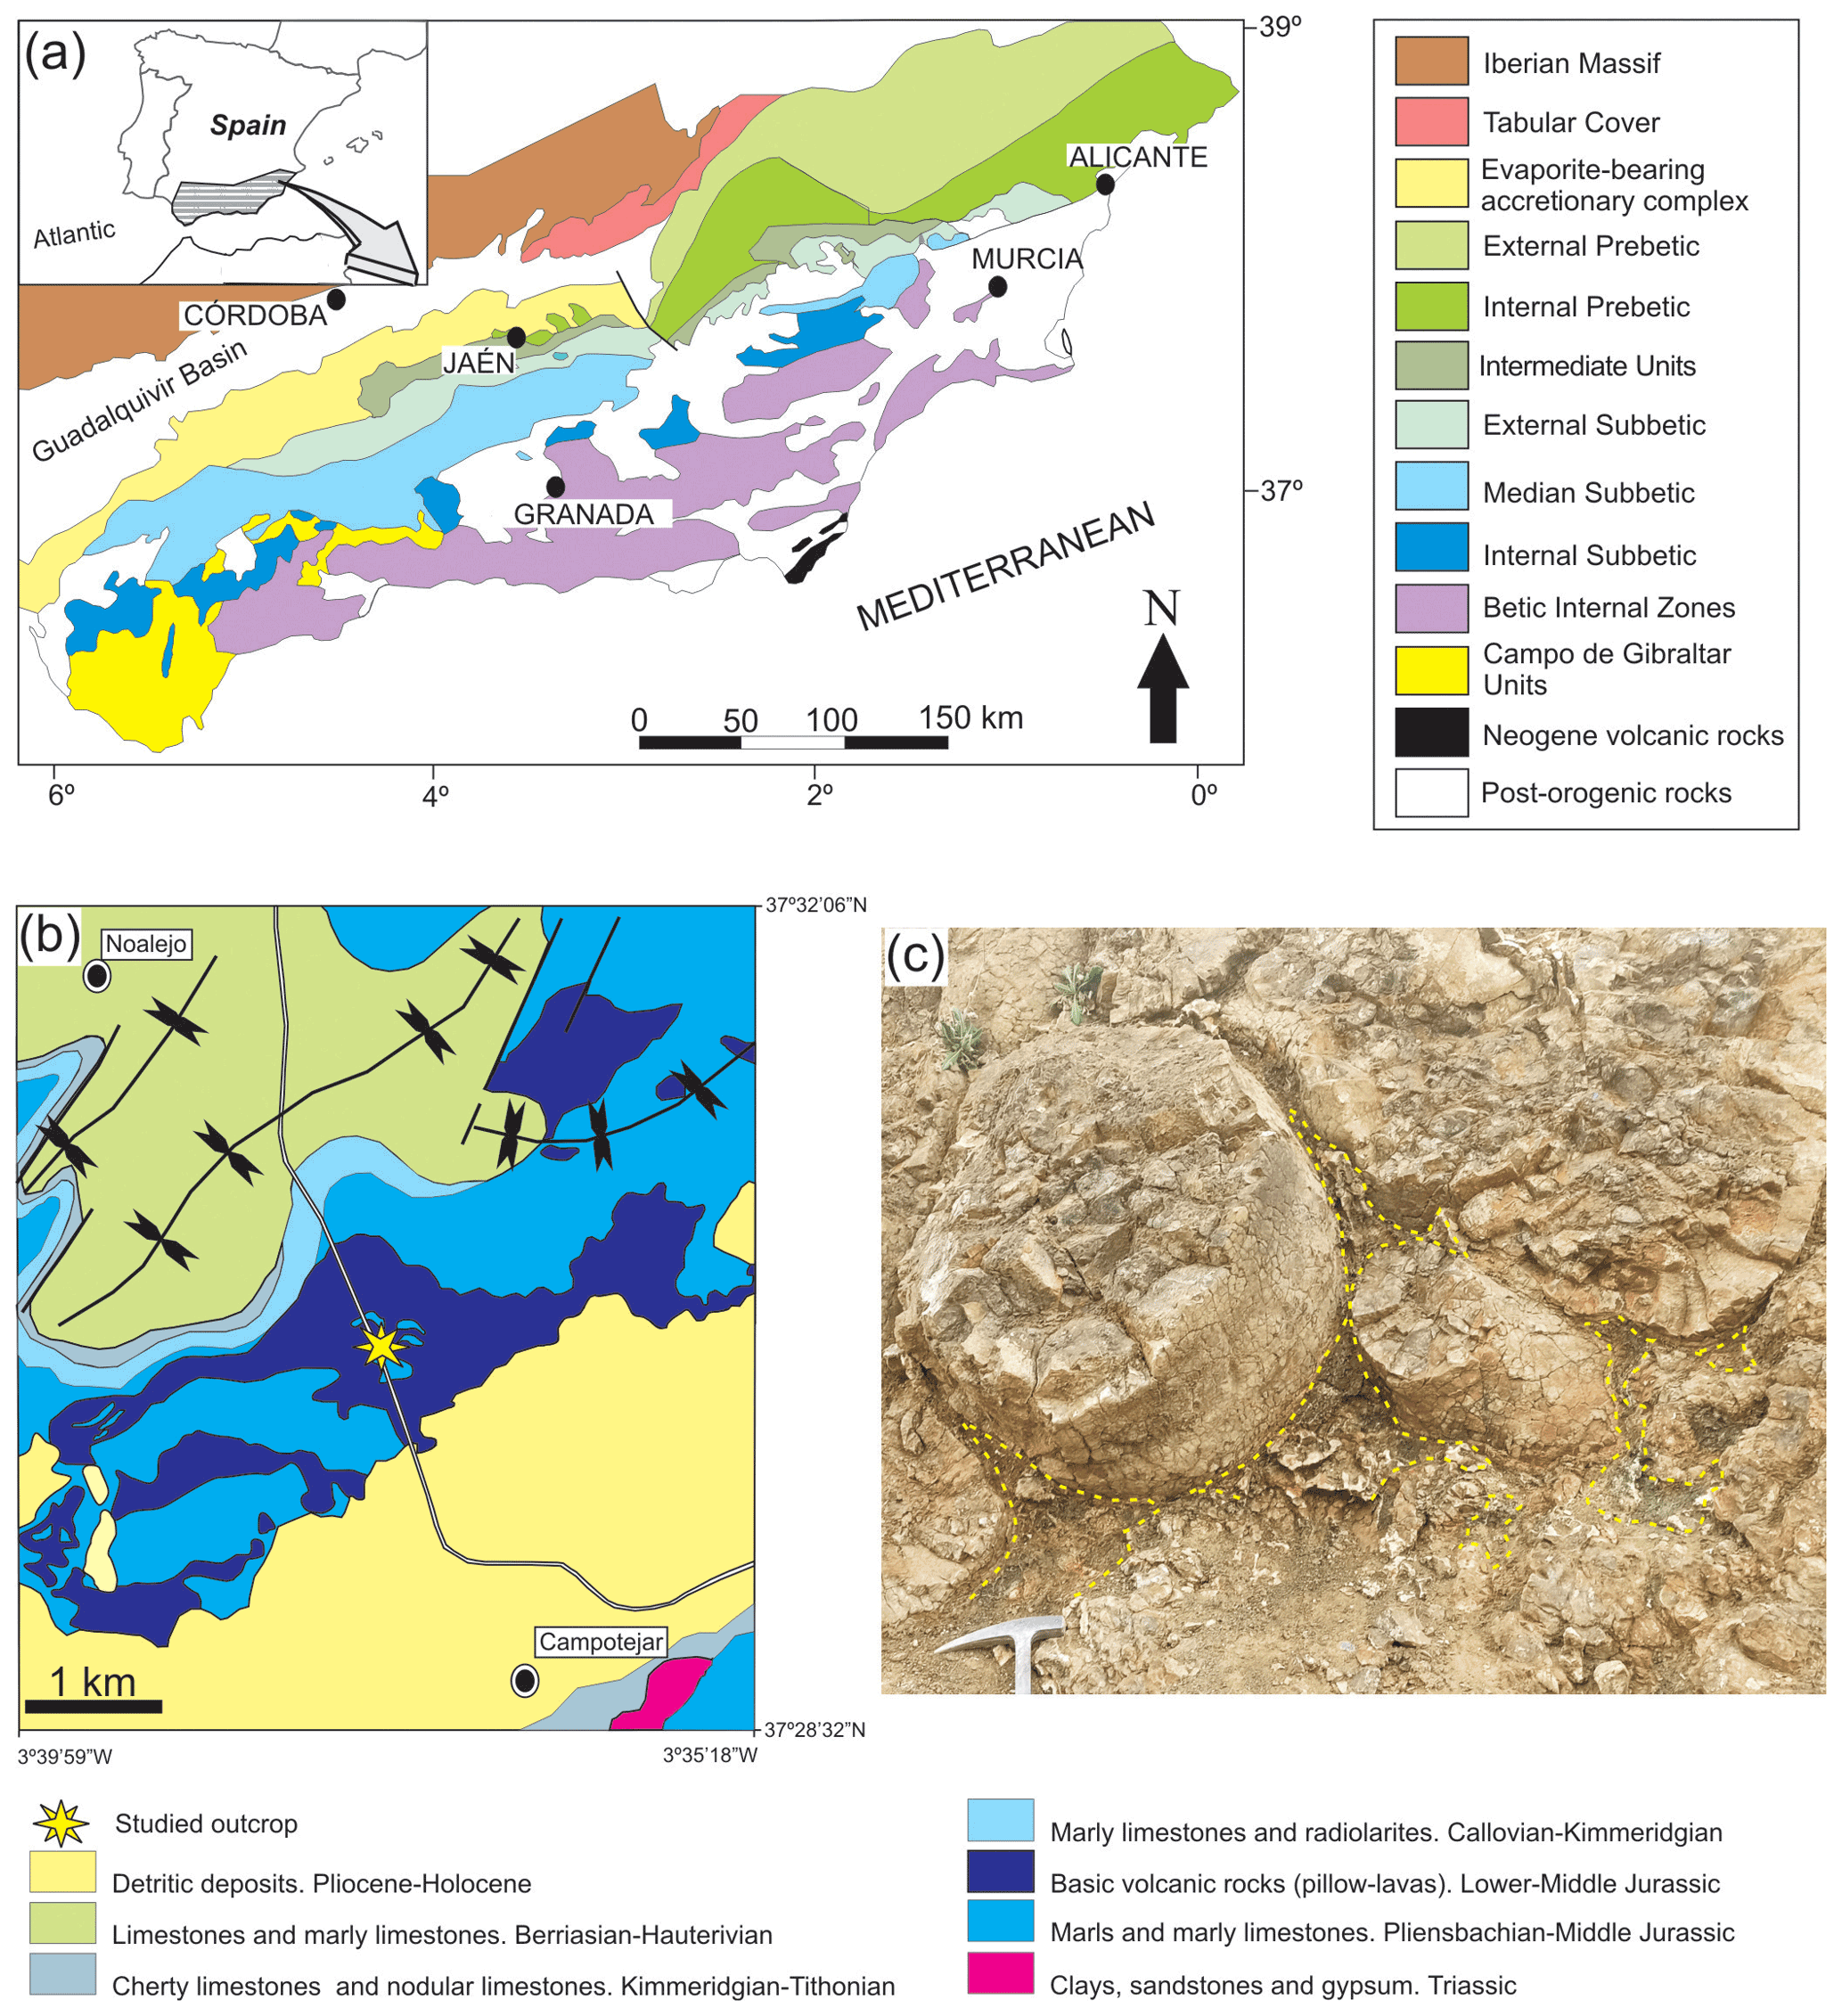 (a)
Spain
Atlantic
39º
ALICANTE
MURCIA
CÓRDOBA
JAÉN
Guadalquivir Basin
37º
GRANADA
MEDITERRANEAN
N
0 50 100 150 km
6º 4º 2º 0º
Iberian Massif
Tabular Cover
Evaporite-bearing
accretionary complex
External Prebetic
Internal Prebetic
Intermediate Units
External Subbetic
Median Subbetic
Internal Subbetic
Betic Internal Zones
Campo de Gibraltar
Units
Neogene volcanic rocks
Post-orogenic rocks
(b)
Noalejo
37º32'06”N
Campotejar
1 km
37º28'32”N
3º39'59”W
3º35'18”W
(c)
Studied outcrop
Detritic deposits. Pliocene-Holocene
Limestones and marly limestones. Berriasian-Hauterivian
Cherty limestones and nodular limestones. Kimmeridgian-Tithonian
Marly limestones and radiolarites. Callovian-Kimmeridgian
Basic volcanic rocks (pillow-lavas). Lower-Middle Jurassic
Marls and marly limestones. Pliensbachian-Middle Jurassic
Clays, sandstones and gypsum. Triassic